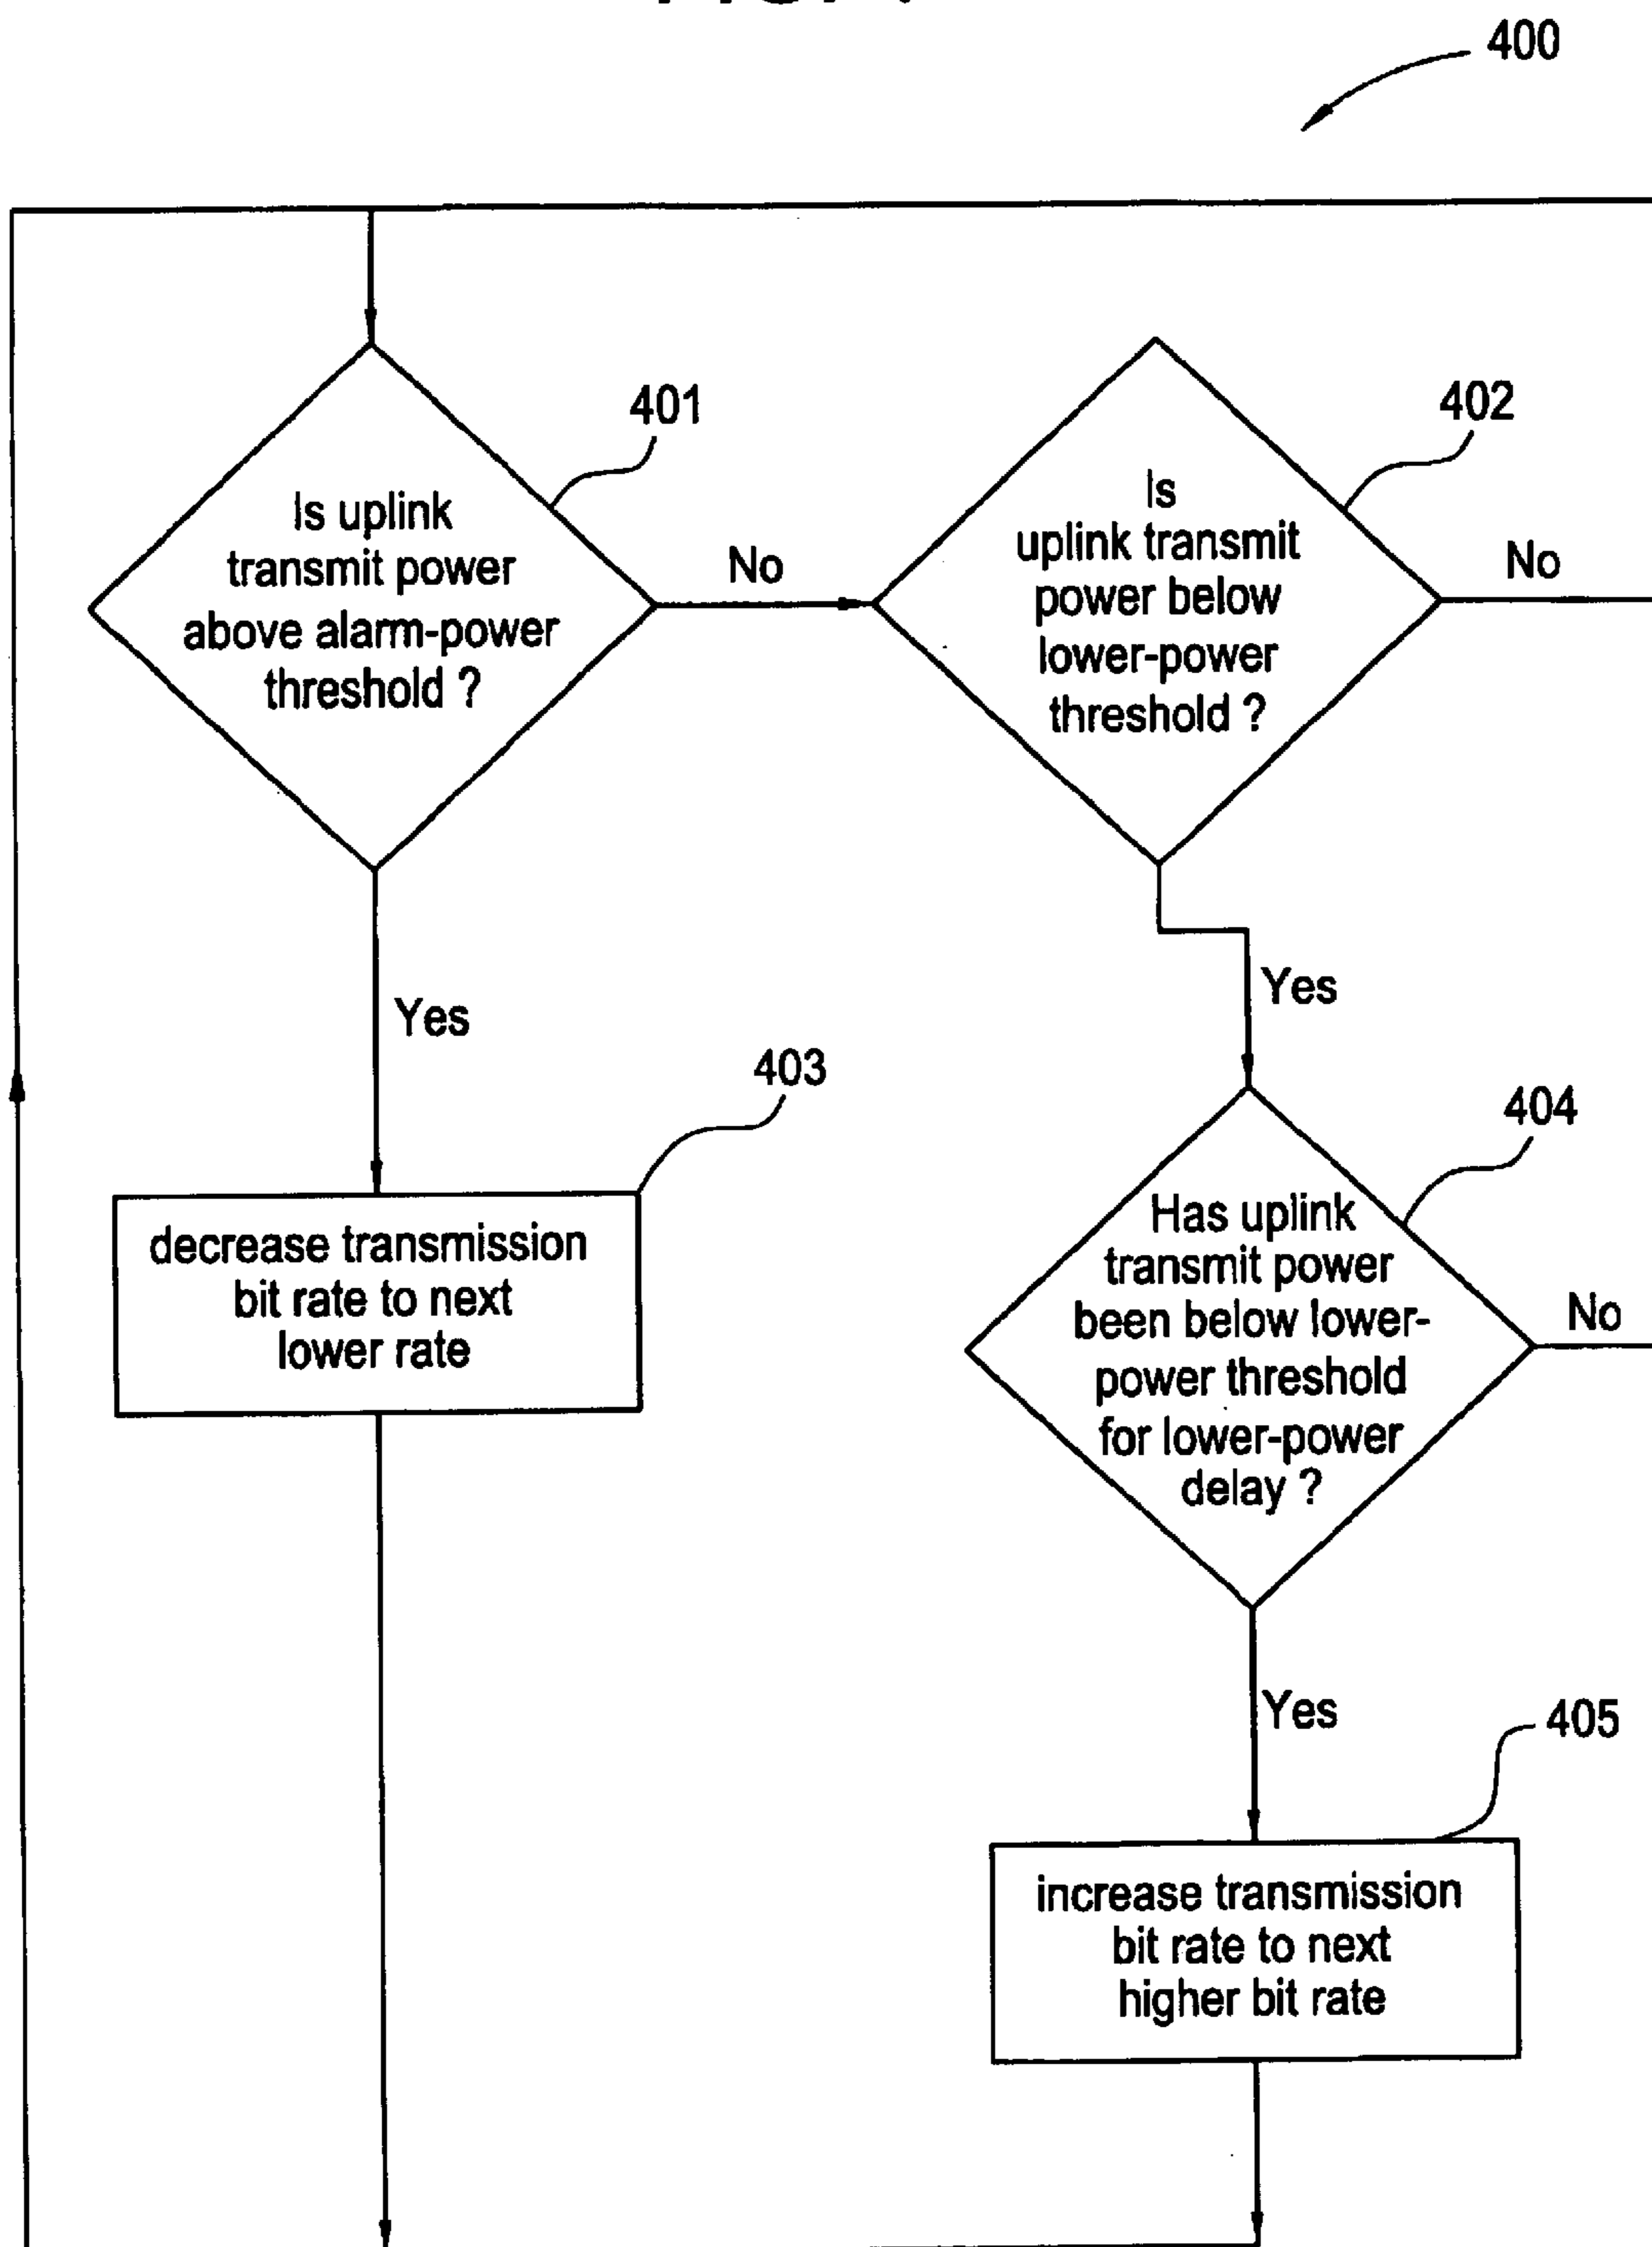 400
401
Is uplink
transmit power
above alarm-power
threshold ?
No
402
Is
uplink transmit
power below
lower-power
threshold ?
No
Yes
Yes
403
decrease transmission
bit rate to next
lower rate
404
Has uplink
transmit power
been below lower-
power threshold
for lower-power
delay ?
No
Yes
405
increase transmission
bit rate to next
higher bit rate